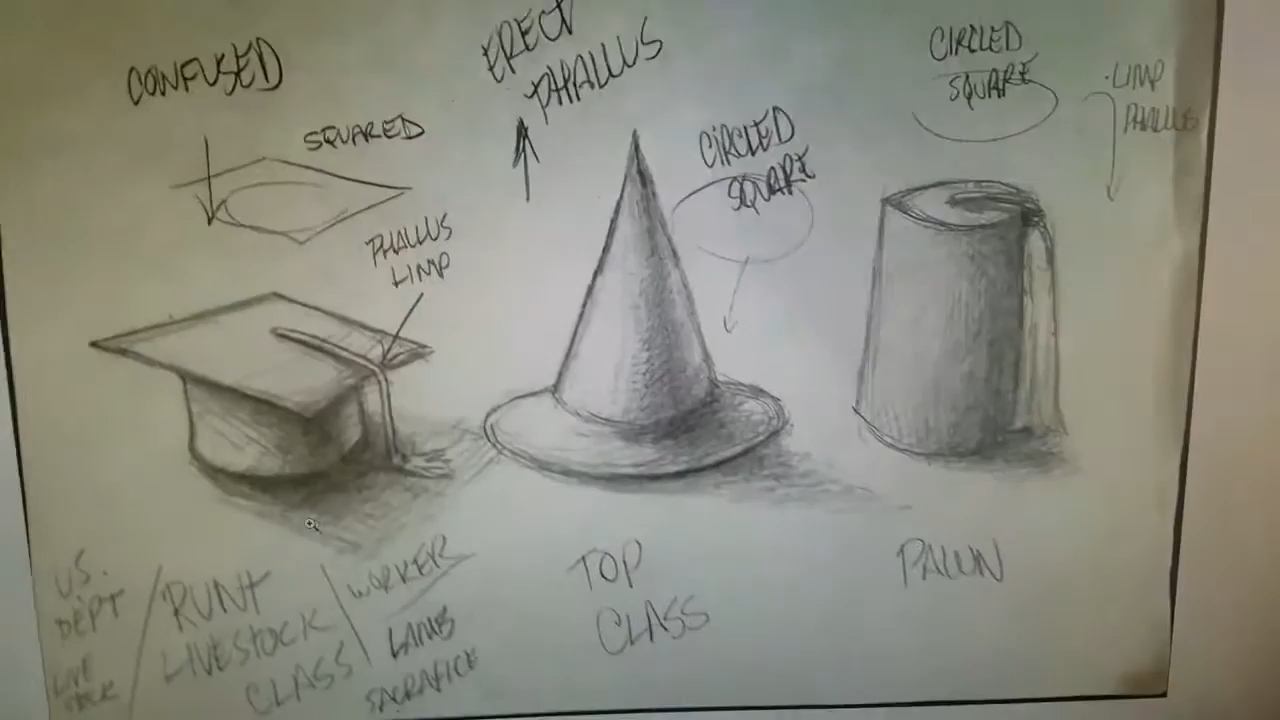 CONFUSED
SQUARED
PHALLUS
LIMP
ERECT
PHALLUS
CIRCLED
SQUARE
CIRCLED
SQUARE
LIMP
PHALLUS
U.S.
DEPT
LIVE
STOCK
RUNT
LIVESTOCK
CLASS
WORKER
LAMB
SACRAFICE
TOP
CLASS
PAWN